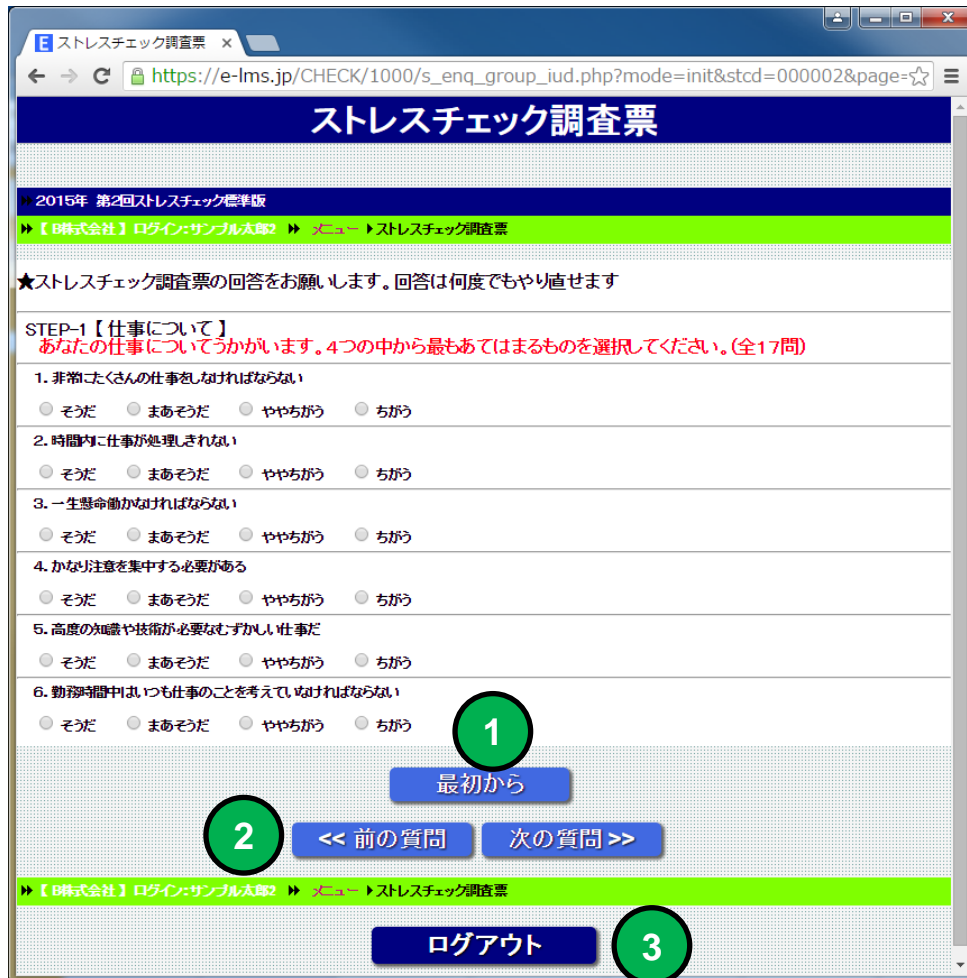 ストレスチェック調査票 ×
https://e-lms.jp/CHECK/1000/s_enq_group_iud.php?mode=init&stcd=000002&page=
ストレスチェック調査票
2015年 第2回ストレスチェック標準版
【 B株式会社 】 ログイン:サンプル太郎2 メニュー ストレスチェック調査票
★ストレスチェック調査票の回答をお願いします。回答は何度でもやり直せます
STEP-1 【 仕事について 】
あなたの仕事についてうかがいます。4つの中から最もあてはまるものを選択してください。(全17問)
1. 非常にたくさんの仕事をしなければならない
そうだ まあそうだ ややちがう ちがう
2. 時間内に仕事が処理しきれない
そうだ まあそうだ ややちがう ちがう
3. 一生懸命働かなければならない
そうだ まあそうだ ややちがう ちがう
4. かなり注意を集中する必要がある
そうだ まあそうだ ややちがう ちがう
5. 高度の知識や技術が必要なむずかしい仕事だ
そうだ まあそうだ ややちがう ちがう
6. 勤務時間中はいつも仕事のことを考えていなければならない
そうだ まあそうだ ややちがう ちがう
1
最初から
2
<< 前の質問 次の質問 >>
【 B株式会社 】 ログイン:サンプル太郎2 メニュー ストレスチェック調査票
ログアウト 3